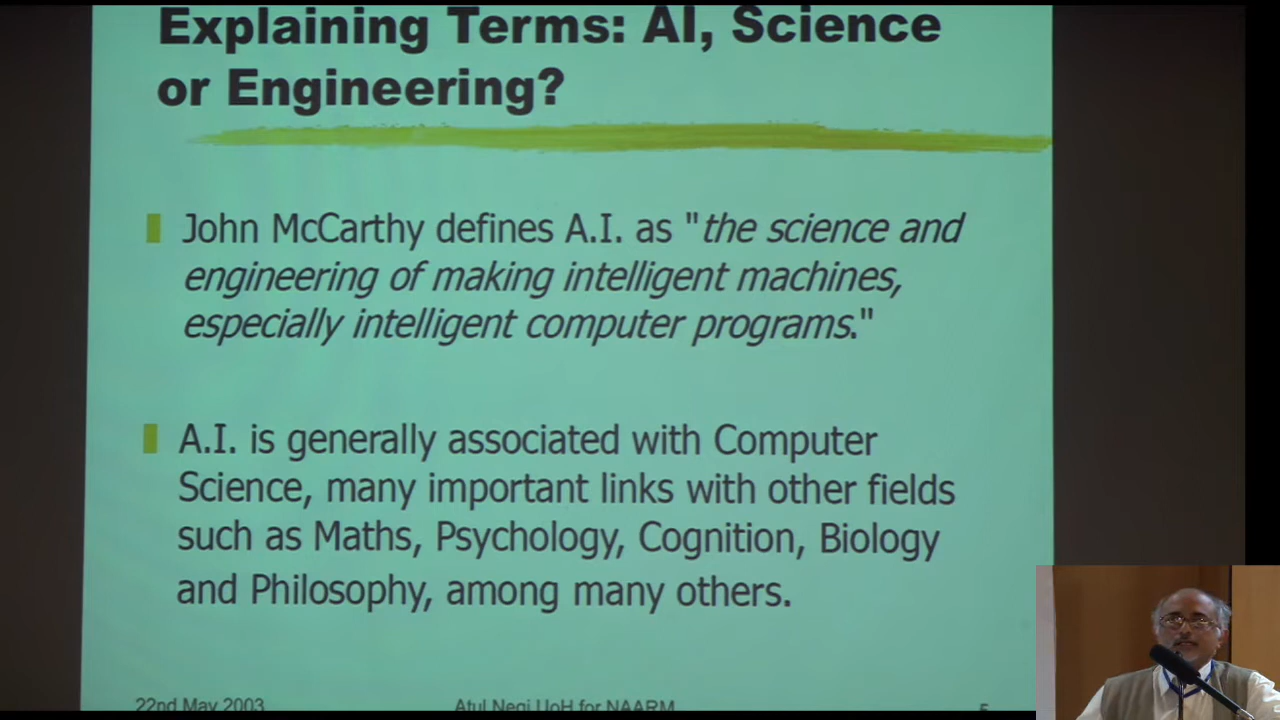 Explaining Terms: AI, Science
or Engineering?
John McCarthy defines A.I. as "the science and
engineering of making intelligent machines,
especially intelligent computer programs."
A.I. is generally associated with Computer
Science, many important links with other fields
such as Maths, Psychology, Cognition, Biology
and Philosophy, among many others.
22nd May 2003
Atul Negi UoH for NAARM
5